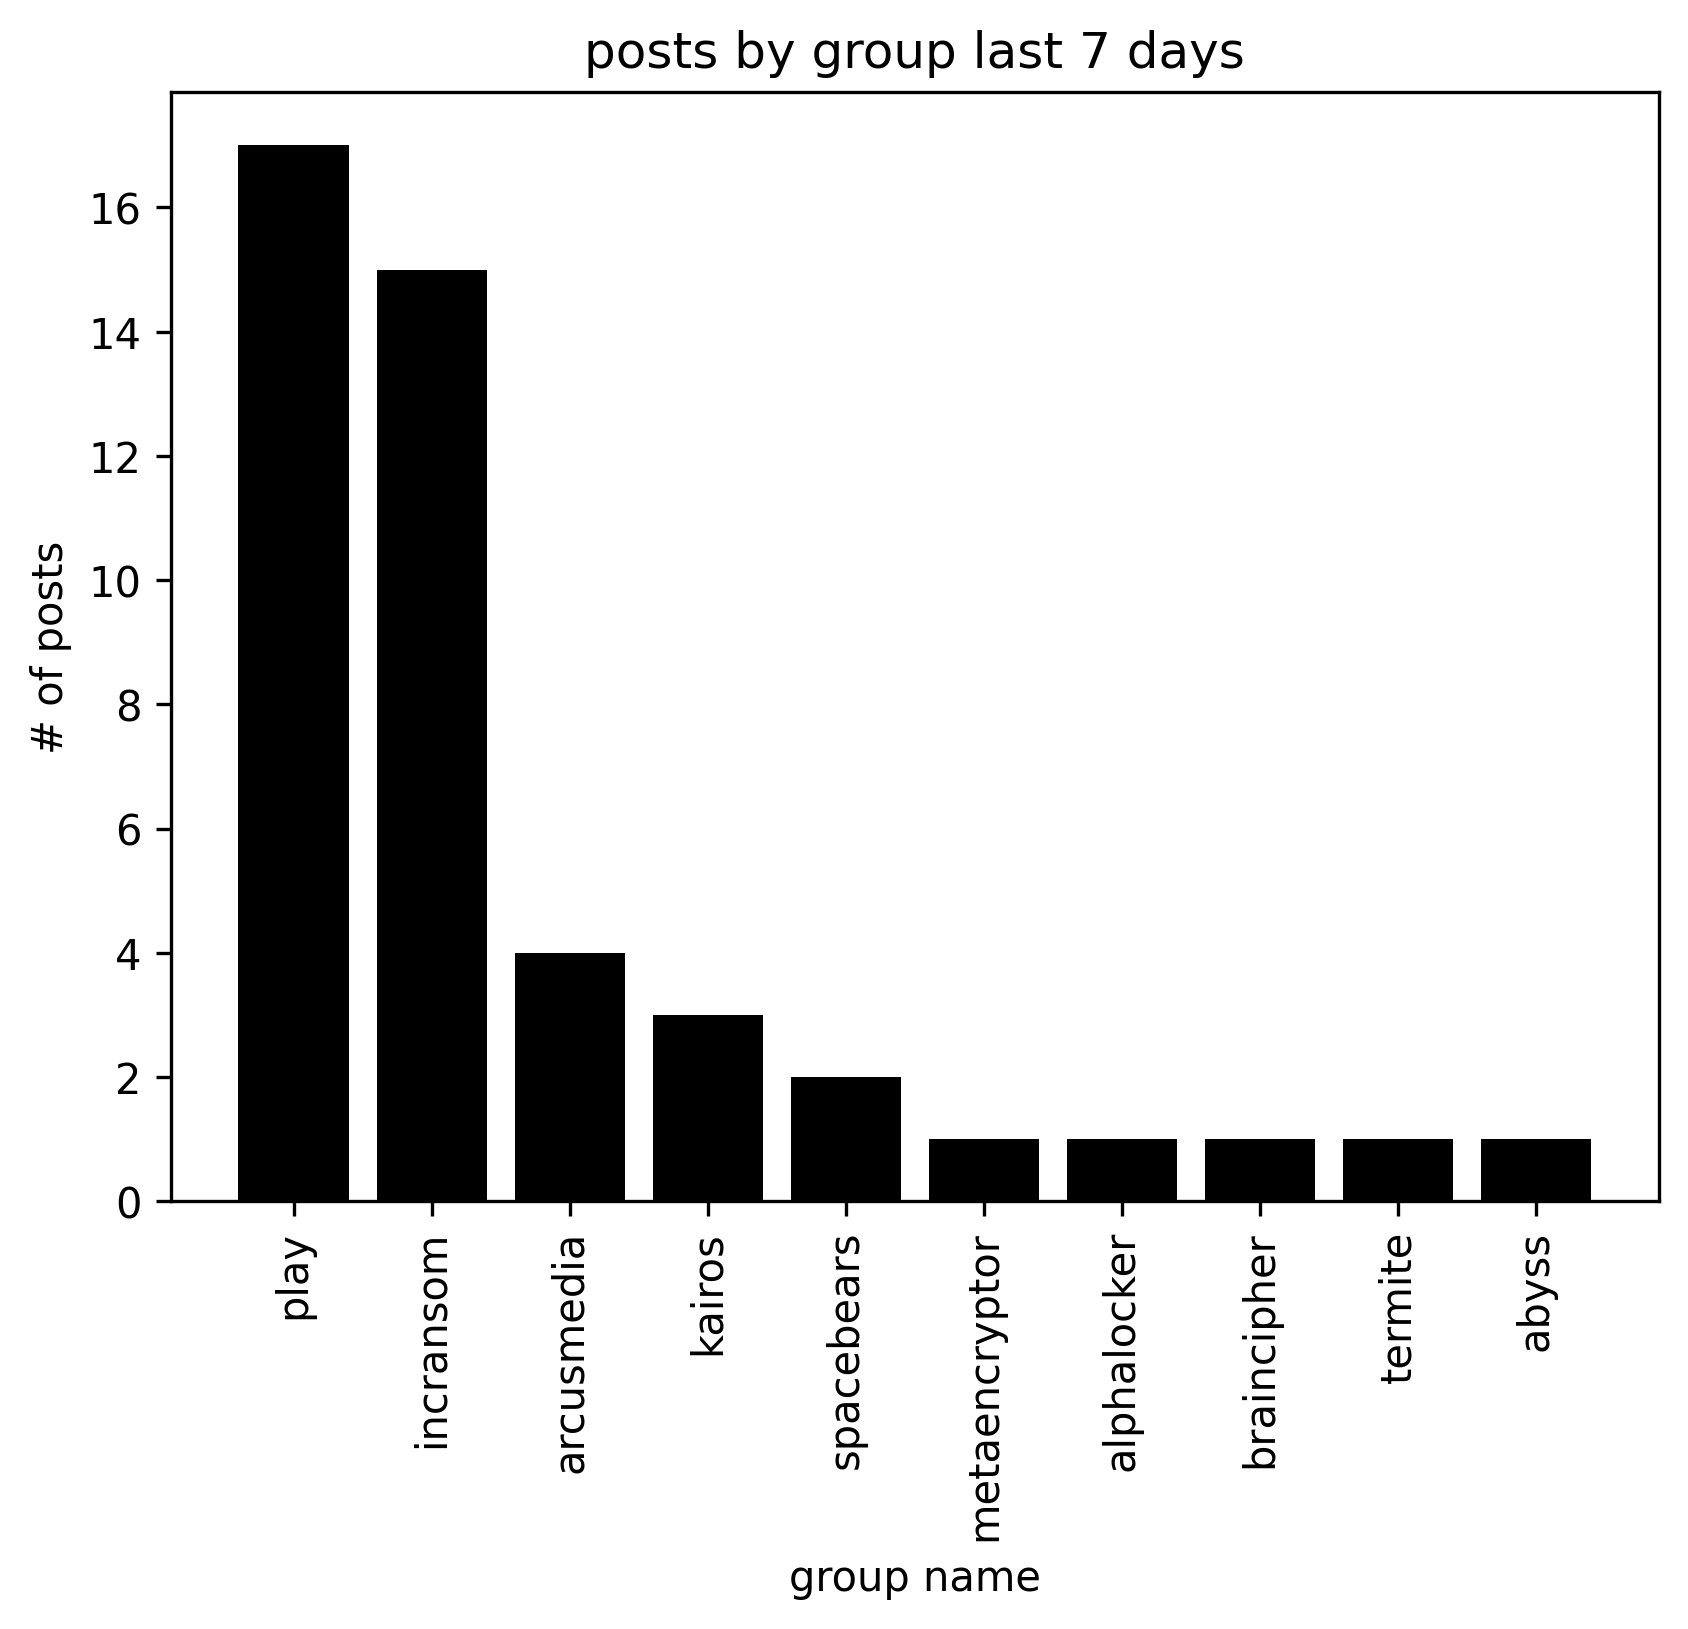 posts by group last 7 days
# of posts
16
14
12
10
8
6
4
2
0
play
incransom
arcusmedia
kairos
spacebears
metaencryptor
alphalocker
braincipher
termite
abyss
group name